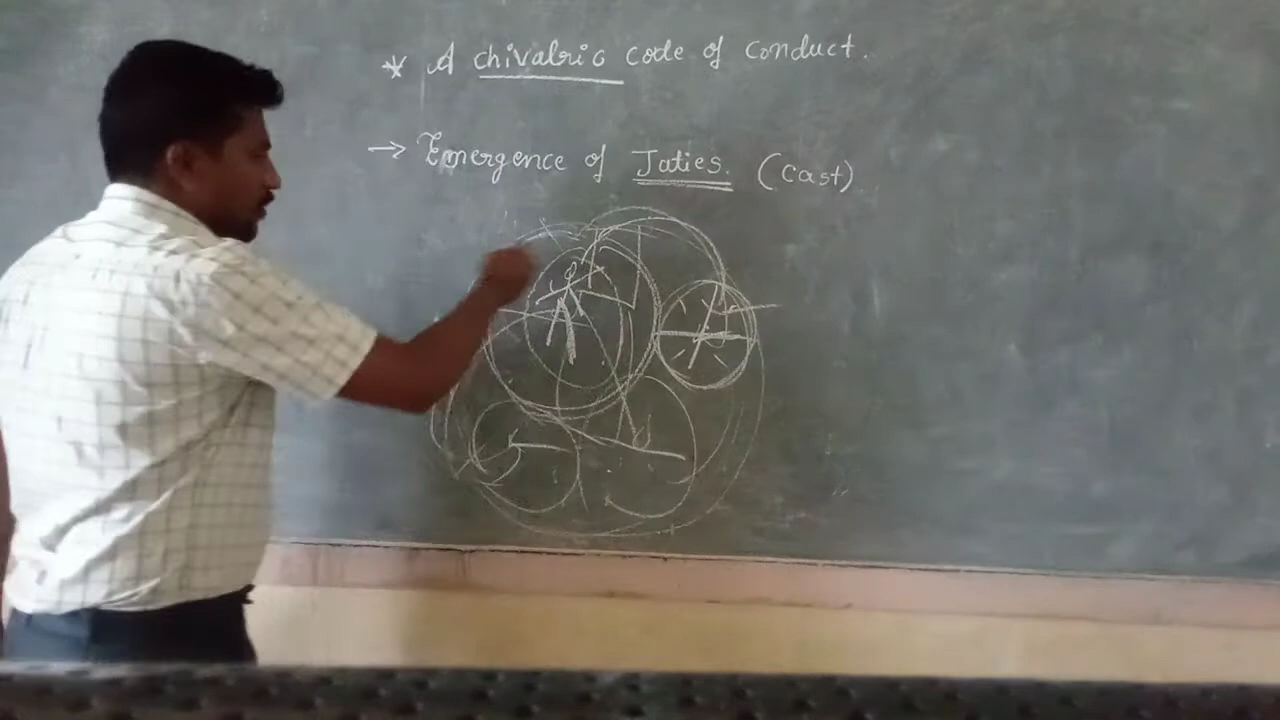 * A chivalric code of conduct.
→ Emergence of Jaties. (cast)